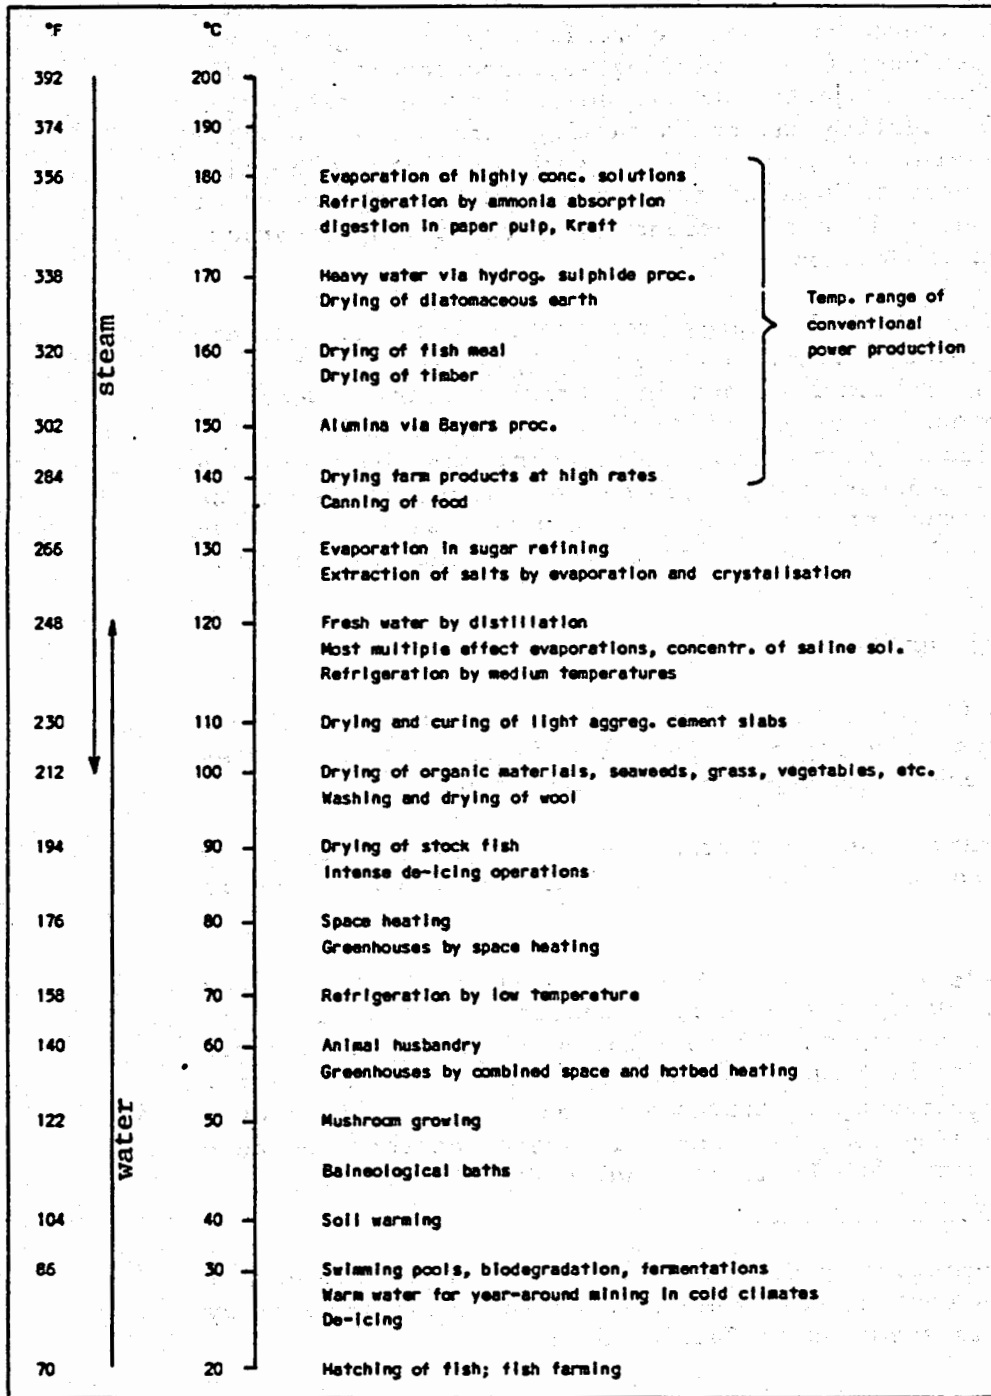 °F °C
392 200
374 190
356 180 Evaporation of highly conc. solutions
Refrigeration by ammonia absorption
digestion in paper pulp, Kraft
338 170 Heavy water via hydrog. sulphide proc.
Drying of diatomaceous earth
Temp. range of
conventional
power production
steam
320 160 Drying of fish meal
Drying of timber
302 150 Alumina via Bayers proc.
284 140 Drying farm products at high rates
Canning of food
266 130 Evaporation in sugar refining
Extraction of salts by evaporation and crystalisation
248 120 Fresh water by distillation
Most multiple effect evaporations, concentr. of saline sol.
Refrigeration by medium temperatures
230 110 Drying and curing of light aggreg. cement slabs
212 100 Drying of organic materials, seaweeds, grass, vegetables, etc.
Washing and drying of wool
194 90 Drying of stock fish
Intense de-icing operations
176 80 Space heating
Greenhouses by space heating
158 70 Refrigeration by low temperature
140 60 Animal husbandry
Greenhouses by combined space and hotbed heating
122 50 Mushroom growing
water
Balneological baths
104 40 Soil warming
86 30 Swimming pools, biodegradation, fermentations
Warm water for year-around mining in cold climates
De-icing
70 20 Hatching of fish; fish farming